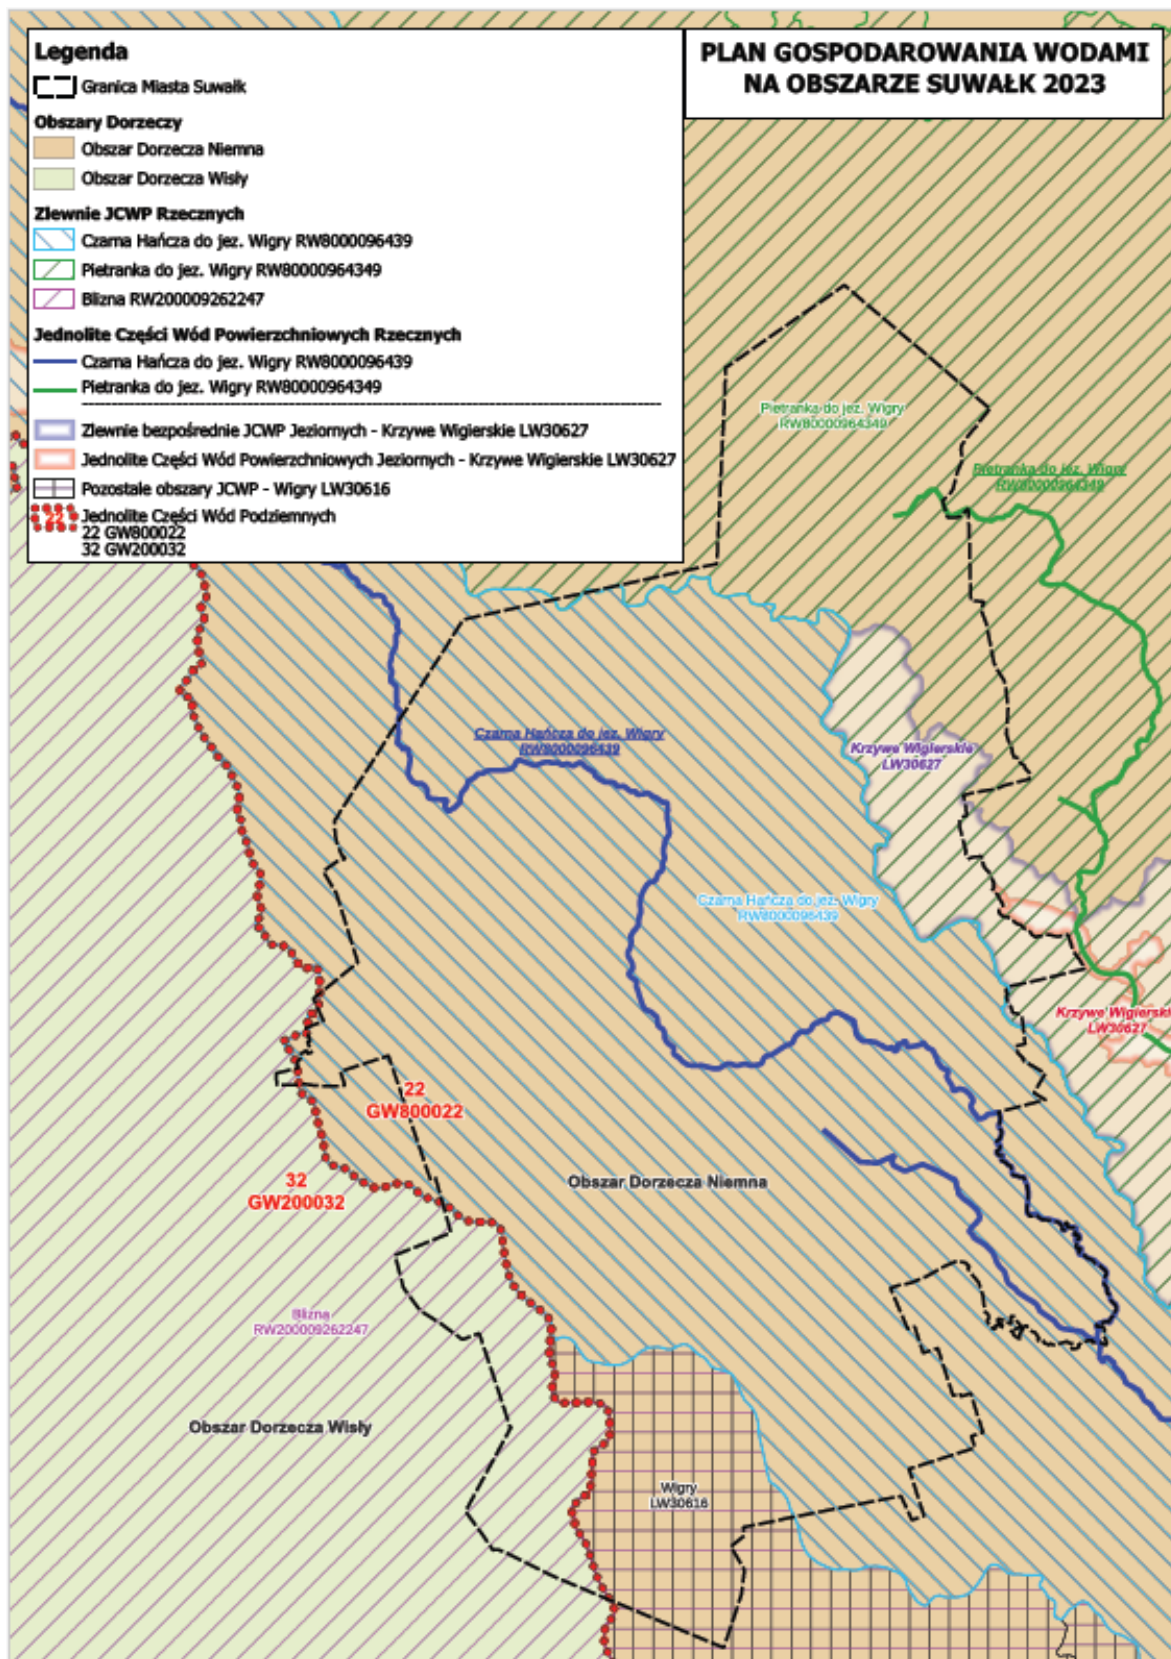 PLAN GOSPODAROWANIA WODAMI
NA OBSZARZE SUWAŁK 2023
Legenda
Granica Miasta Suwałk
Obszary Dorzeczy
Obszar Dorzecza Niemna
Obszar Dorzecza Wisły
Zlewnie JCWP Rzecznych
Czarna Hańcza do jez. Wigry RW8000096439
Pietranka do jez. Wigry RW80000964349
Blizna RW200009262247
Jednolite Części Wód Powierzchniowych Rzecznych
Czarna Hańcza do jez. Wigry RW8000096439
Pietranka do jez. Wigry RW80000964349
Zlewnie bezpośrednie JCWP Jeziornych - Krzywe Wigierskie LW30627
Jednolite Części Wód Powierzchniowych Jeziornych - Krzywe Wigierskie LW30627
Pozostałe obszary JCWP - Wigry LW30616
22
Jednolite Części Wód Podziemnych
22 GW800022
32 GW200032
Pietranka do jez. Wigry
RW80000964349
Pietranka do jez. Wigry
RW80000964349
Czarna Hańcza do jez. Wigry
RW8000096439
Krzywe Wigierskie
LW30627
Czarna Hańcza do jez. Wigry
RW8000096439
Krzywe Wigierski
LW30627
22
GW800022
32
GW200032
Obszar Dorzecza Niemna
Blizna
RW200009262247
Obszar Dorzecza Wisły
Wigry
LW30616